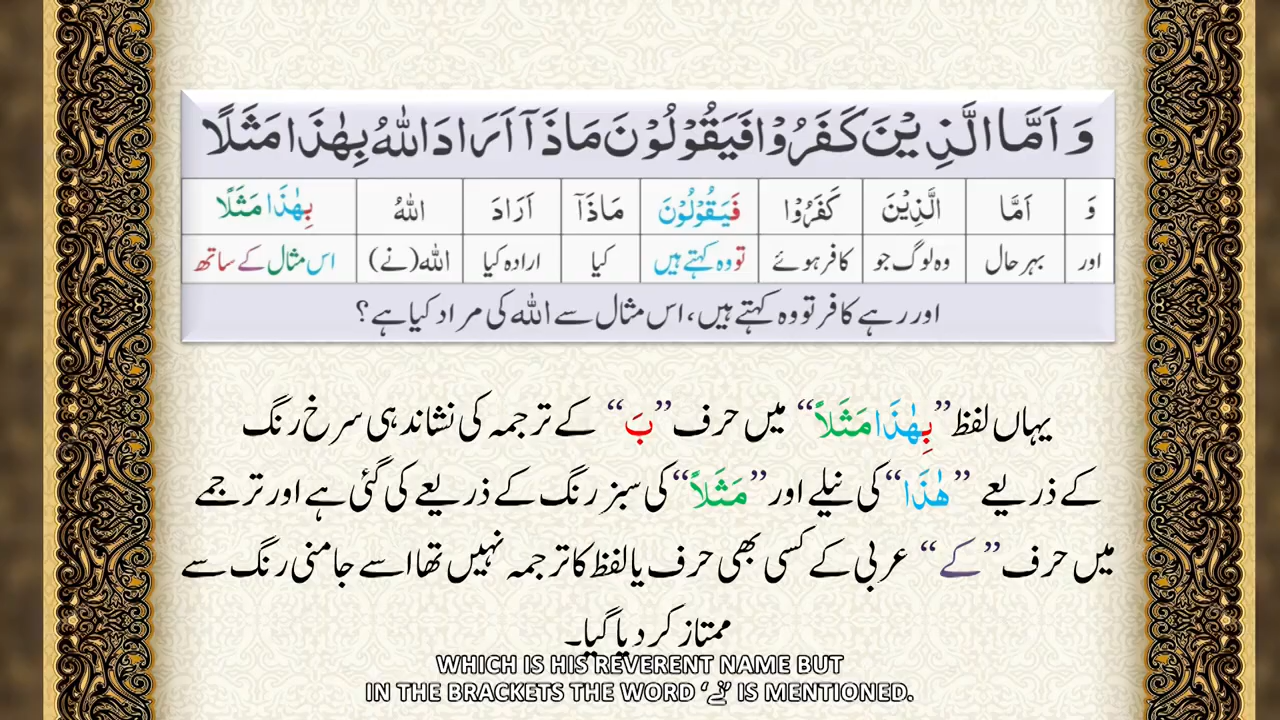 وَ اَمَّا الَّذِيْنَ كَفَرُوْا فَيَقُوْلُوْنَ مَاذَاۤ اَرَادَ اللهُ بِهٰذَا مَثَلًا
وَ اَمَّا الَّذِيْنَ كَفَرُوْا فَيَقُوْلُوْنَ مَاذَاۤ اَرَادَ اللهُ بِهٰذَا مَثَلًا
اور بہرحال وہ لوگ جو کافر ہوئے تو وہ کہتے ہیں کیا ارادہ کیا اللہ (نے) اس مثال کے ساتھ
اور رہے کافر تو وہ کہتے ہیں، اس مثال سے اللہ کی مراد کیا ہے؟
یہاں لفظ ”بِهٰذَا مَثَلاً“ میں حرف ”بَ“ کے ترجمہ کی نشاندہی سرخ رنگ
کے ذریعے ”هٰذَا“ کی نیلے اور ”مَثَلاً“ کی سبز رنگ کے ذریعے کی گئی ہے اور ترجمے
میں حرف ”کے“ عربی کے کسی بھی حرف یا لفظ کا ترجمہ نہیں تھا اسے جامنی رنگ سے
ممتاز کر دیا گیا۔
WHICH IS HIS REVERENT NAME BUT
IN THE BRACKETS THE WORD ‘نے’ IS MENTIONED.